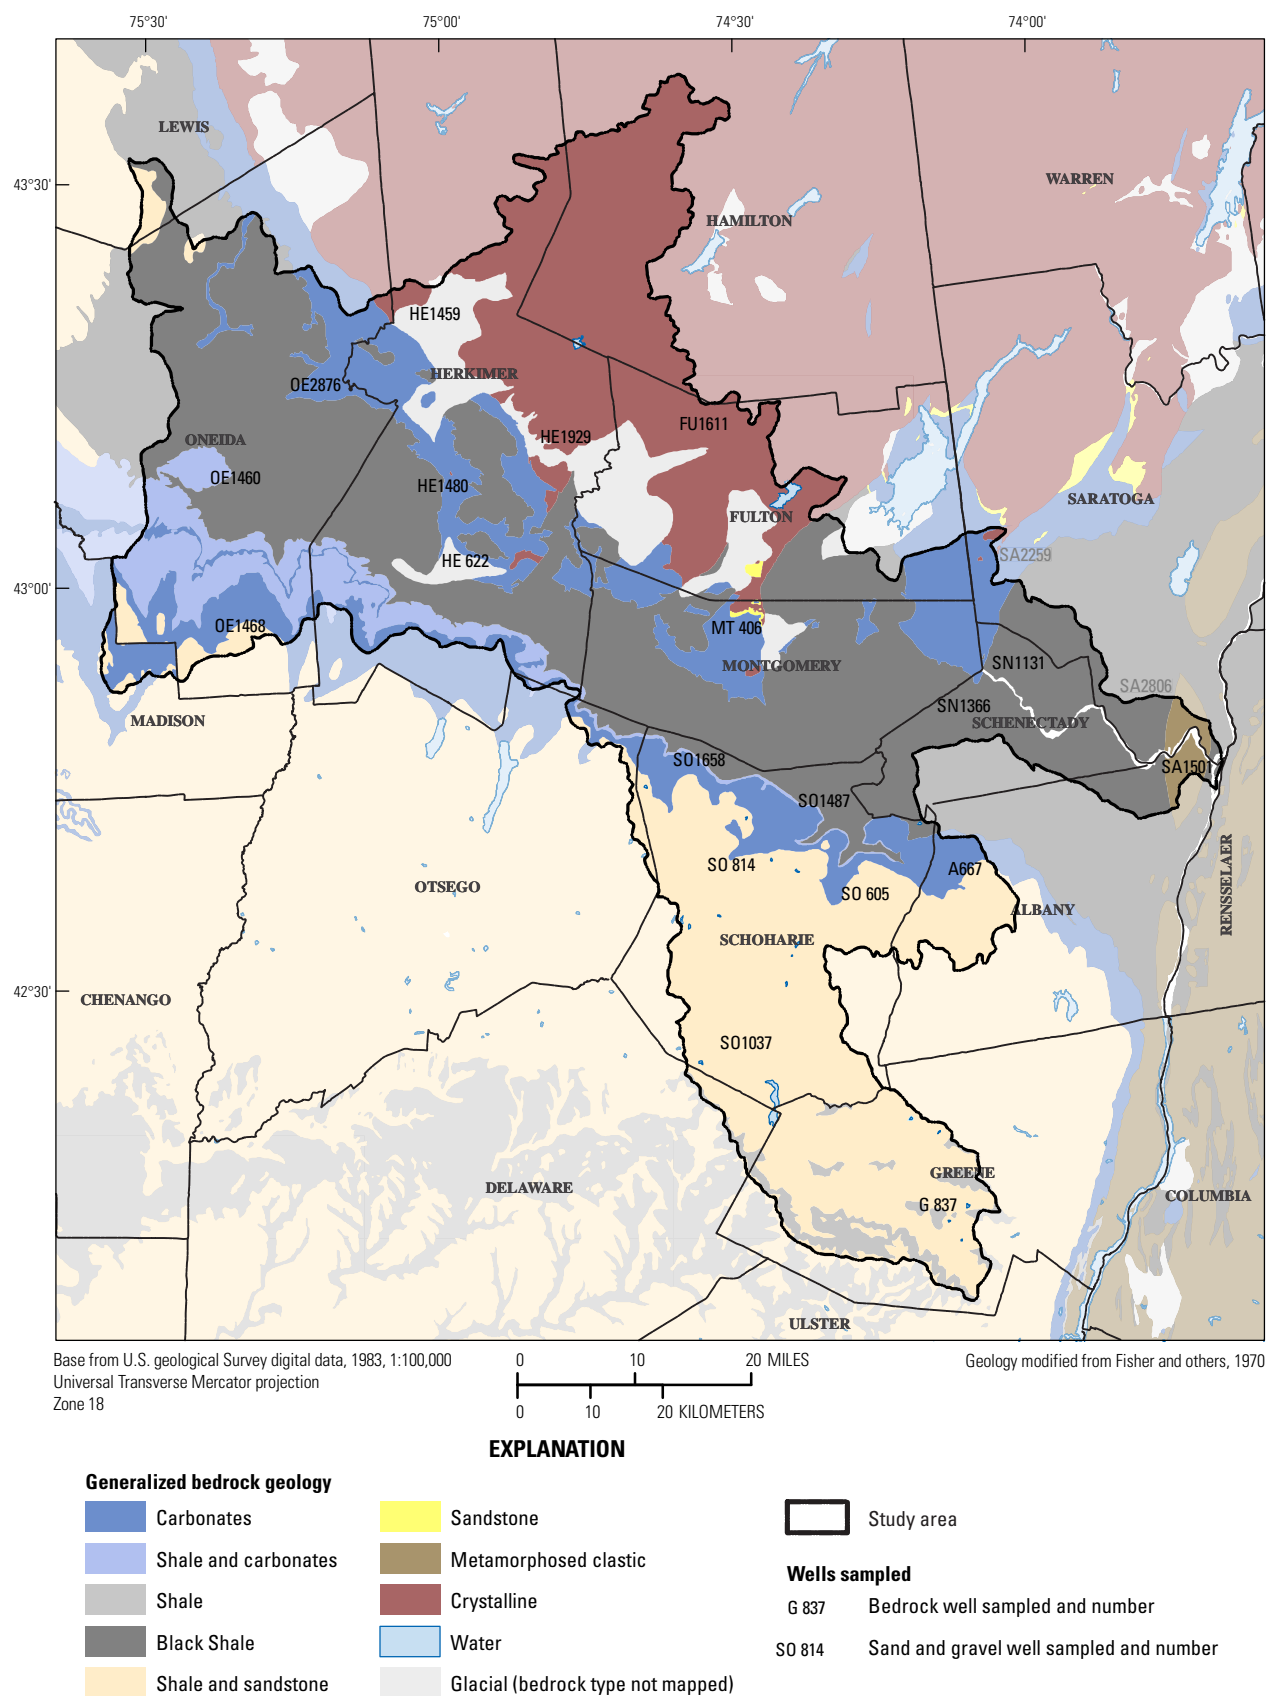 75°30' 75°00' 74°30' 74°00'
LEWIS
43°30'
WARREN
HAMILTON
HE1459
HERKIMER
OE2876
FU1611
HE1929
ONEIDA
OE1460
HE1480
SARATOGA
FULTON
SA2259
HE 622
43°00'
OE1468
MT 406
MONTGOMERY
SN1131
SA2806
SN1366
MADISON
SCHENECTADY
SO1658
SA1501
SO1487
SO 814
A667
RENSSELAER
OTSEGO
SO 605
ALBANY
SCHOHARIE
42°30'
CHENANGO
SO1037
GREENE
DELAWARE
COLUMBIA
G 837
ULSTER
Base from U.S. geological Survey digital data, 1983, 1:100,000
Universal Transverse Mercator projection
Zone 18
0 10 20 MILES
0 10 20 KILOMETERS
Geology modified from Fisher and others, 1970
EXPLANATION
Generalized bedrock geology
Carbonates
Shale and carbonates
Shale
Black Shale
Shale and sandstone
Sandstone
Metamorphosed clastic
Crystalline
Water
Glacial (bedrock type not mapped)
Study area
Wells sampled
G 837 Bedrock well sampled and number
SO 814 Sand and gravel well sampled and number